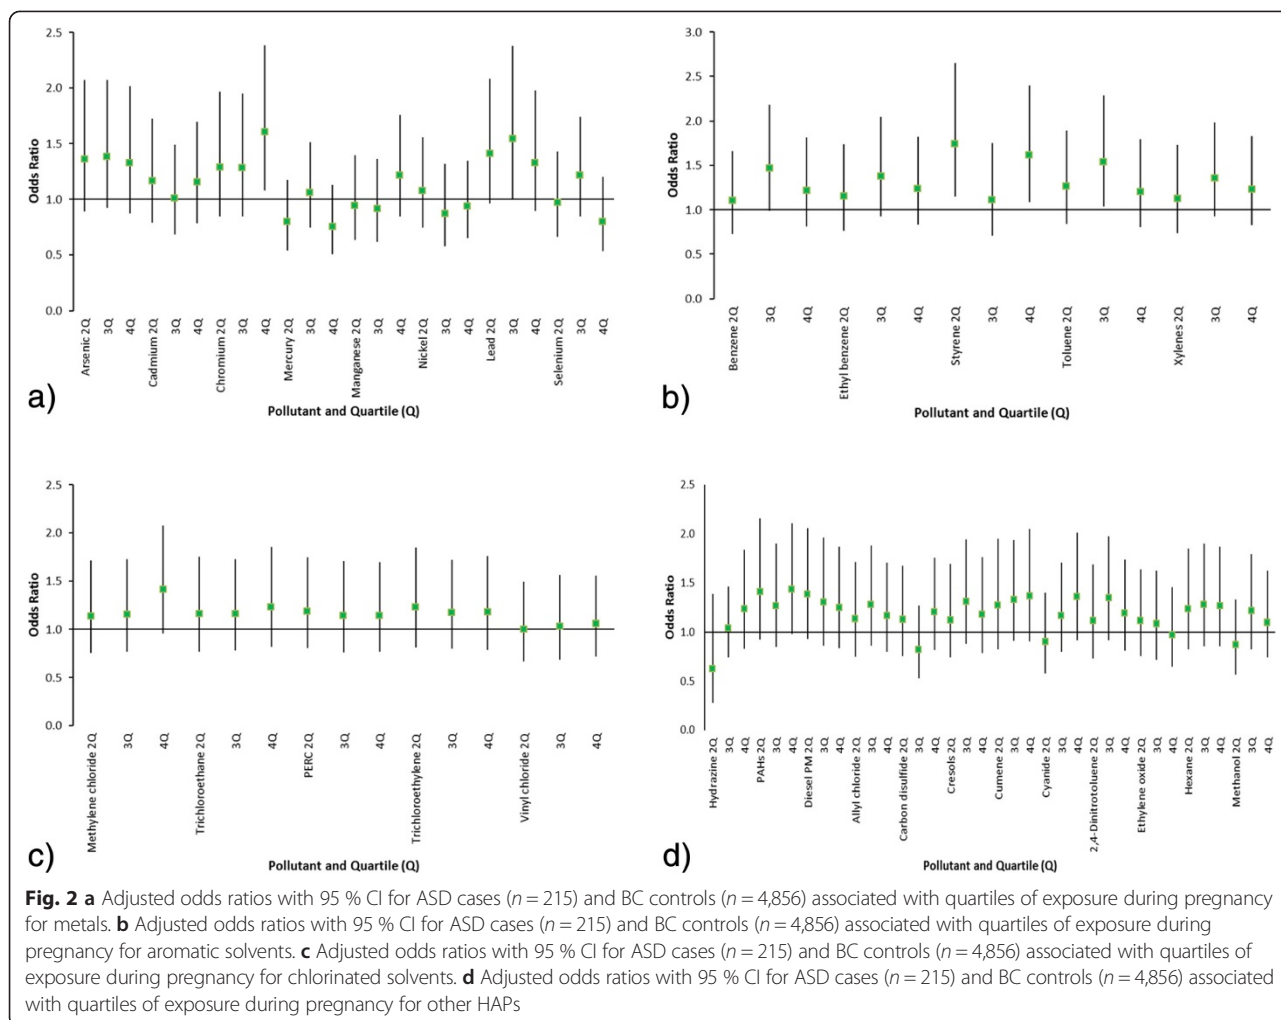 2.5
2.0
1.5
1.0
0.5
0.0
Odds Ratio
Arsenic 2Q
3Q
4Q
Cadmium 2Q
3Q
4Q
Chromium 2Q
3Q
4Q
Mercury 2Q
3Q
4Q
Manganese 2Q
3Q
4Q
Nickel 2Q
3Q
4Q
Lead 2Q
3Q
4Q
Selenium 2Q
3Q
4Q
a)
Pollutant and Quartile (Q)
3.0
2.5
2.0
1.5
1.0
0.5
0.0
Odds Ratio
Benzene 2Q
3Q
4Q
Ethyl benzene 2Q
3Q
4Q
Styrene 2Q
3Q
4Q
Toluene 2Q
3Q
4Q
Xylenes 2Q
3Q
4Q
b)
Pollutant and Quartile (Q)
2.5
2.0
1.5
1.0
0.5
0.0
Odds Ratio
Methylene chloride 2Q
3Q
4Q
Trichloroethane 2Q
3Q
4Q
PERC 2Q
3Q
4Q
Trichloroethylene 2Q
3Q
4Q
Vinyl chloride 2Q
3Q
4Q
c)
Pollutant and Quartile (Q)
2.5
2.0
1.5
1.0
0.5
0.0
Odds Ratio
Hydrazine 2Q
3Q
4Q
PAHs 2Q
3Q
4Q
Diesel PM 2Q
3Q
4Q
Allyl chloride 2Q
3Q
4Q
Carbon disulfide 2Q
3Q
4Q
Cresols 2Q
3Q
4Q
Cumene 2Q
3Q
4Q
Cyanide 2Q
3Q
4Q
2,4-Dinitrotoluene 2Q
3Q
4Q
Ethylene oxide 2Q
3Q
4Q
Hexane 2Q
3Q
4Q
Methanol 2Q
3Q
4Q
d)
Pollutant and Quartile (Q)
Fig. 2 a Adjusted odds ratios with 95 % CI for ASD cases (n = 215) and BC controls (n = 4,856) associated with quartiles of exposure during pregnancy
for metals. b Adjusted odds ratios with 95 % CI for ASD cases (n = 215) and BC controls (n = 4,856) associated with quartiles of exposure during
pregnancy for aromatic solvents. c Adjusted odds ratios with 95 % CI for ASD cases (n = 215) and BC controls (n = 4,856) associated with quartiles of
exposure during pregnancy for chlorinated solvents. d Adjusted odds ratios with 95 % CI for ASD cases (n = 215) and BC controls (n = 4,856) associated
with quartiles of exposure during pregnancy for other HAPs